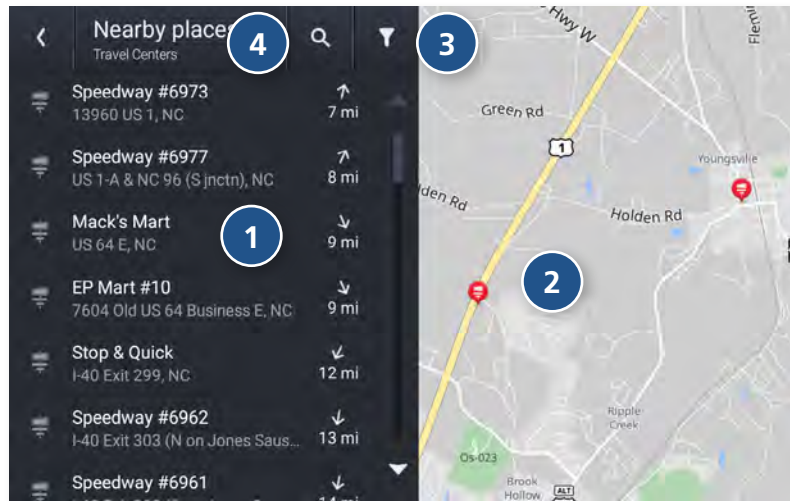 Nearby place
Travel Centers
4
3
Speedway #6973
13960 US 1, NC
7 mi
Speedway #6977
US 1-A & NC 96 (S jnctn), NC
8 mi
Mack's Mart
US 64 E, NC
9 mi
1
EP Mart #10
7604 Old US 64 Business E, NC
9 mi
Stop & Quick
I-40 Exit 299, NC
12 mi
Speedway #6962
I-40 Exit 303 (N on Jones Saus...
13 mi
Speedway #6961
Hwy W
Green Rd
1
Youngsville
Holden Rd
2
Ripple
Creek
Os-023
Brook
Hollow
ALT